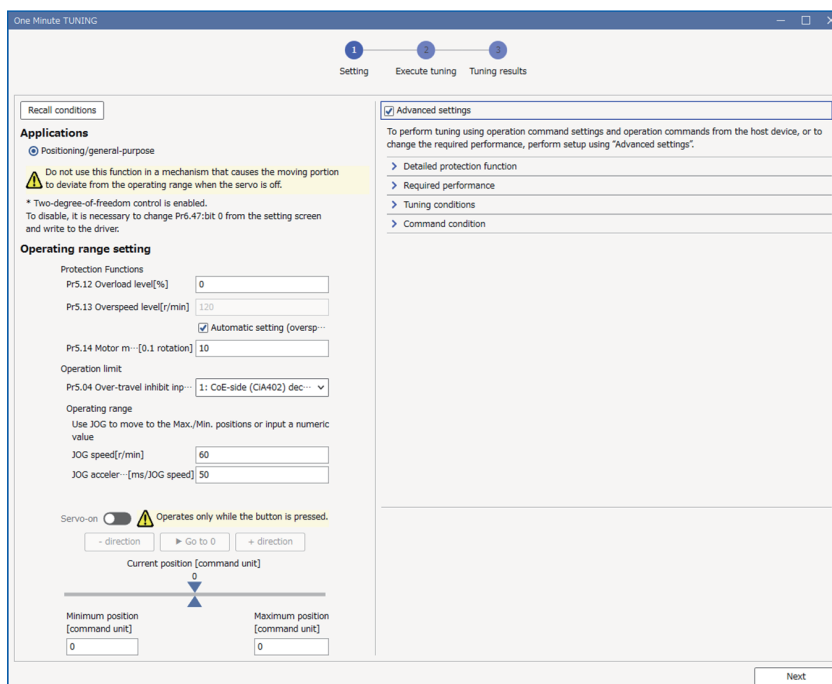 One Minute TUNING
1
2
3
Setting
Execute tuning
Tuning results
Recall conditions
Applications
Positioning/general-purpose
Do not use this function in a mechanism that causes the moving portion
to deviate from the operating range when the servo is off.
* Two-degree-of-freedom control is enabled.
To disable, it is necessary to change Pr6.47:bit 0 from the setting screen
and write to the driver.
Operating range setting
Protection Functions
Pr5.12 Overload level[%]
0
Pr5.13 Overspeed level[r/min]
120
Automatic setting (oversp···
Pr5.14 Motor m···[0.1 rotation]
10
Operation limit
Pr5.04 Over-travel inhibit inp···
1: CoE-side (CiA402) dec···
Operating range
Use JOG to move to the Max./Min. positions or input a numeric
value
JOG speed[r/min]
60
JOG acceler···[ms/JOG speed]
50
Servo-on
Operates only while the button is pressed.
- direction
Go to 0
+ direction
Current position [command unit]
0
Minimum position
[command unit]
0
Maximum position
[command unit]
0
Advanced settings
To perform tuning using operation command settings and operation commands from the host device, or to
change the required performance, perform setup using "Advanced settings".
Detailed protection function
Required performance
Tuning conditions
Command condition
Next